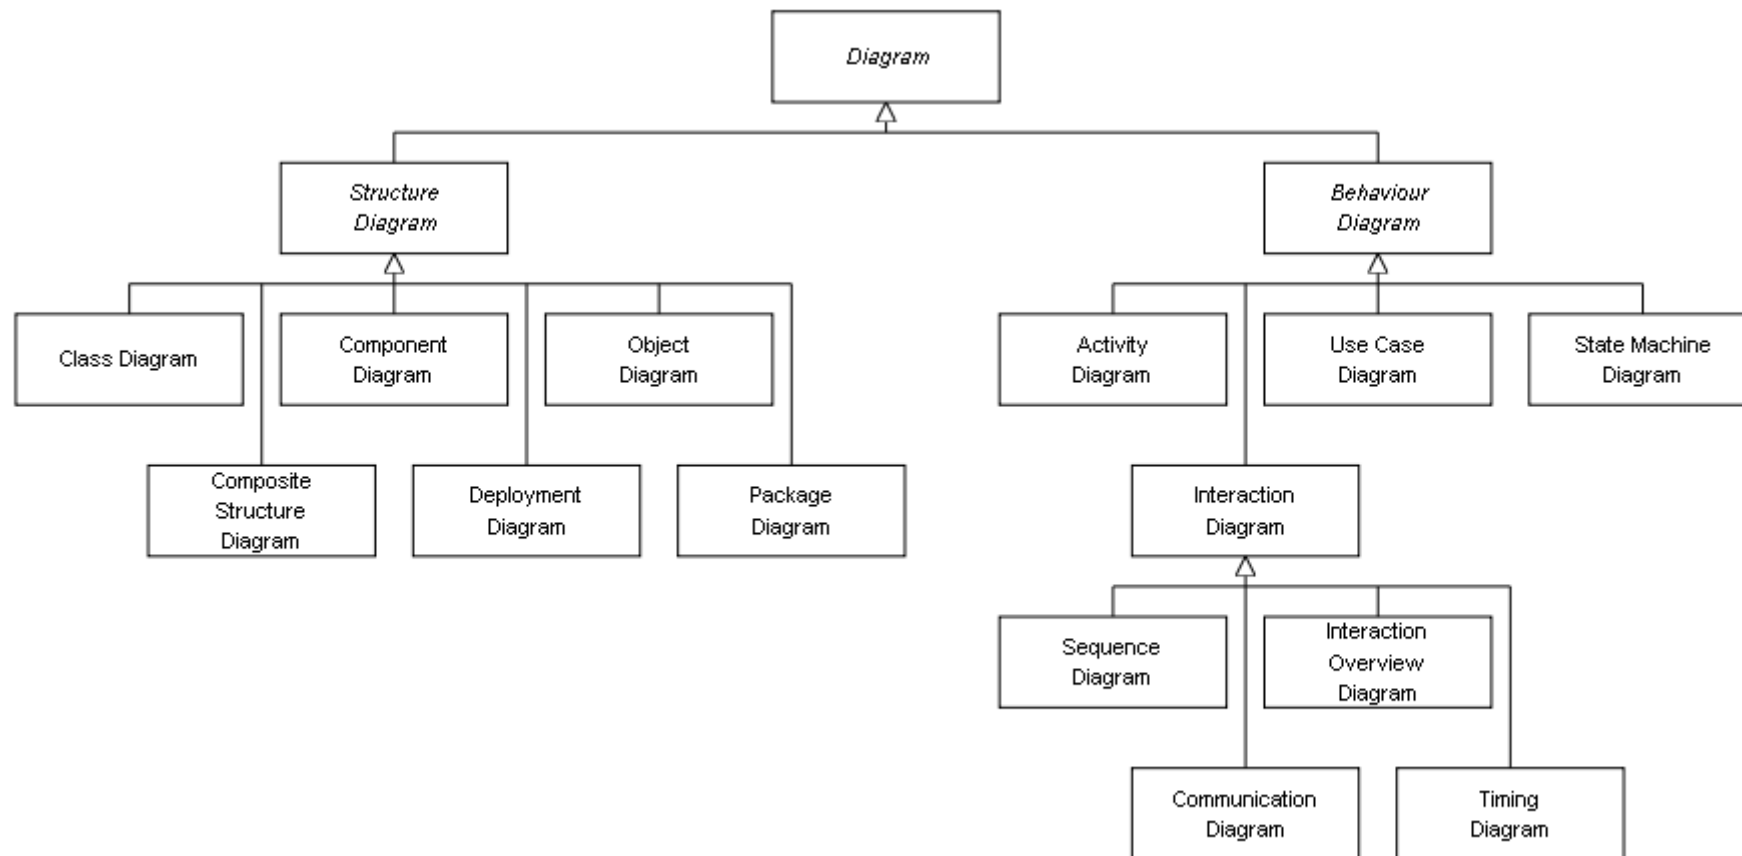 Diagram
Structure
Diagram
Behaviour
Diagram
Class Diagram
Component
Diagram
Object
Diagram
Activity
Diagram
Use Case
Diagram
State Machine
Diagram
Composite
Structure
Diagram
Deployment
Diagram
Package
Diagram
Interaction
Diagram
Sequence
Diagram
Interaction
Overview
Diagram
Communication
Diagram
Timing
Diagram